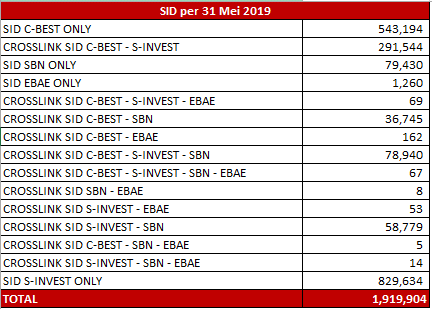 SID per 31 Mei 2019
SID C-BEST ONLY 543,194
CROSSLINK SID C-BEST - S-INVEST 291,544
SID SBN ONLY 79,430
SID EBAE ONLY 1,260
CROSSLINK SID C-BEST - S-INVEST - EBAE 69
CROSSLINK SID C-BEST - SBN 36,745
CROSSLINK SID C-BEST - EBAE 162
CROSSLINK SID C-BEST - S-INVEST - SBN 78,940
CROSSLINK SID C-BEST - S-INVEST - SBN - EBAE 67
CROSSLINK SID SBN - EBAE 8
CROSSLINK SID S-INVEST - EBAE 53
CROSSLINK SID S-INVEST - SBN 58,779
CROSSLINK SID C-BEST - SBN - EBAE 5
CROSSLINK SID S-INVEST - SBN - EBAE 14
SID S-INVEST ONLY 829,634
TOTAL 1,919,904